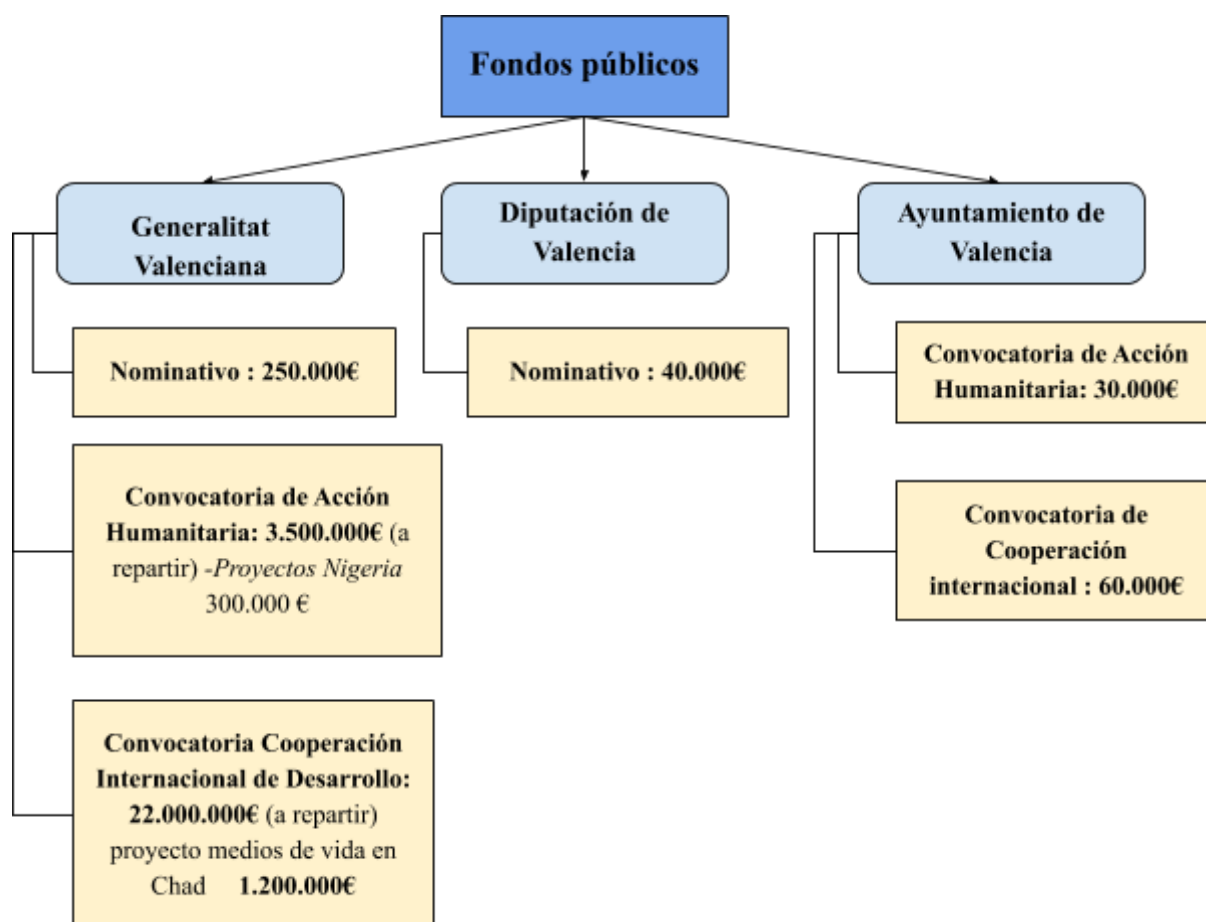 Fondos públicos
Generalitat
Valenciana
Diputación de
Valencia
Ayuntamiento de
Valencia
Nominativo : 250.000€
Nominativo : 40.000€
Convocatoria de Acción
Humanitaria: 30.000€
Convocatoria de Acción
Humanitaria: 3.500.000€ (a
repartir) -Proyectos Nigeria
300.000 €
Convocatoria de
Cooperación
internacional : 60.000€
Convocatoria Cooperación
Internacional de Desarrollo:
22.000.000€ (a repartir)
proyecto medios de vida en
Chad 1.200.000€